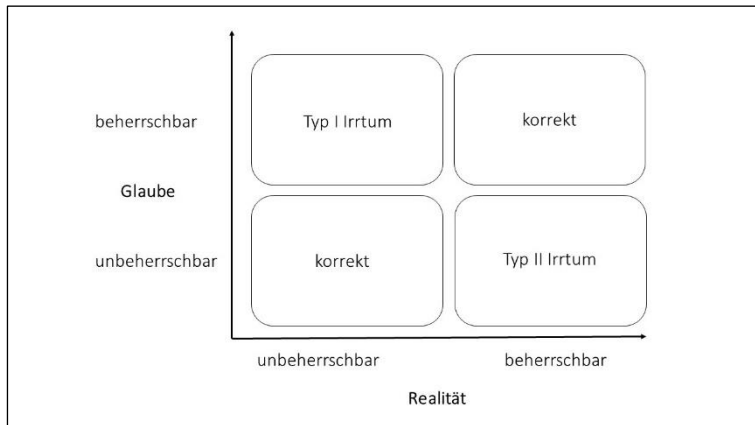 beherrschbar
Typ I Irrtum
korrekt
Glaube
unbeherrschbar
korrekt
Typ II Irrtum
unbeherrschbar
beherrschbar
Realität